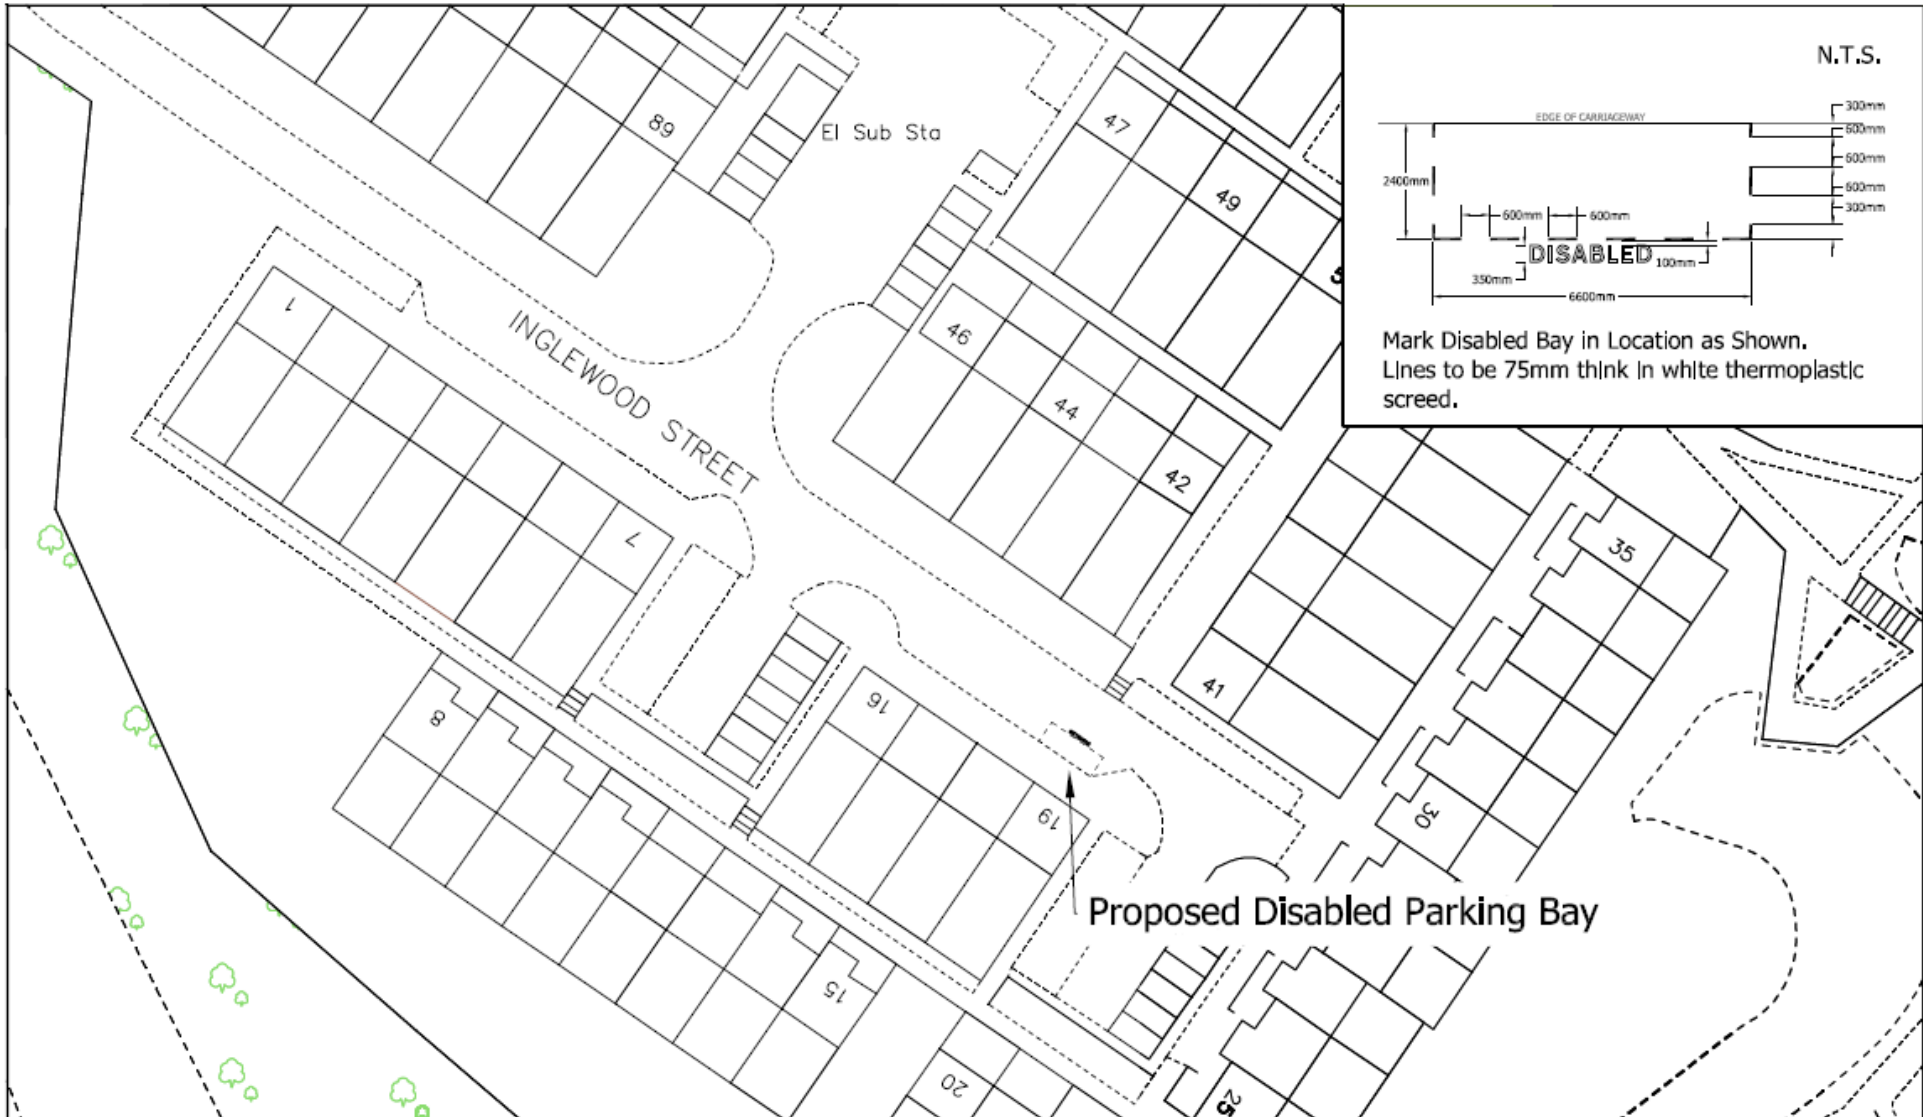 N.T.S.
EDGE OF CARRIAGEWAY
300mm
600mm
600mm
600mm
300mm
2400mm
600mm
600mm
DISABLED
100mm
350mm
6600mm
Mark Disabled Bay in Location as Shown.
Lines to be 75mm think in white thermoplastic
screed.
89
El Sub Sta
47
49
5
1
INGLEWOOD STREET
46
44
42
7
35
41
8
16
19
30
Proposed Disabled Parking Bay
15
20
25